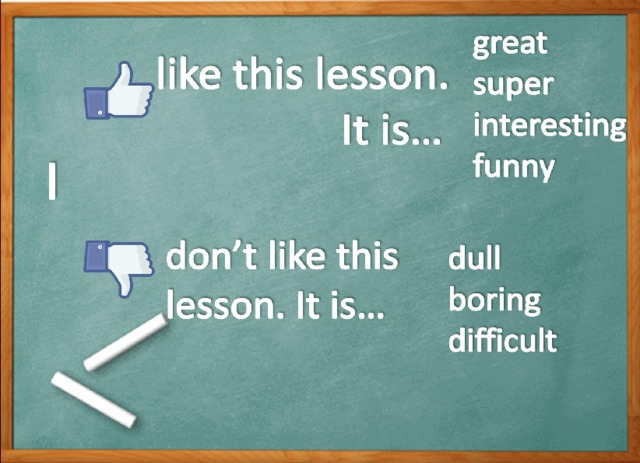 like this lesson.
It is...
great
super
interesting
funny
I
don't like this
lesson. It is...
dull
boring
difficult